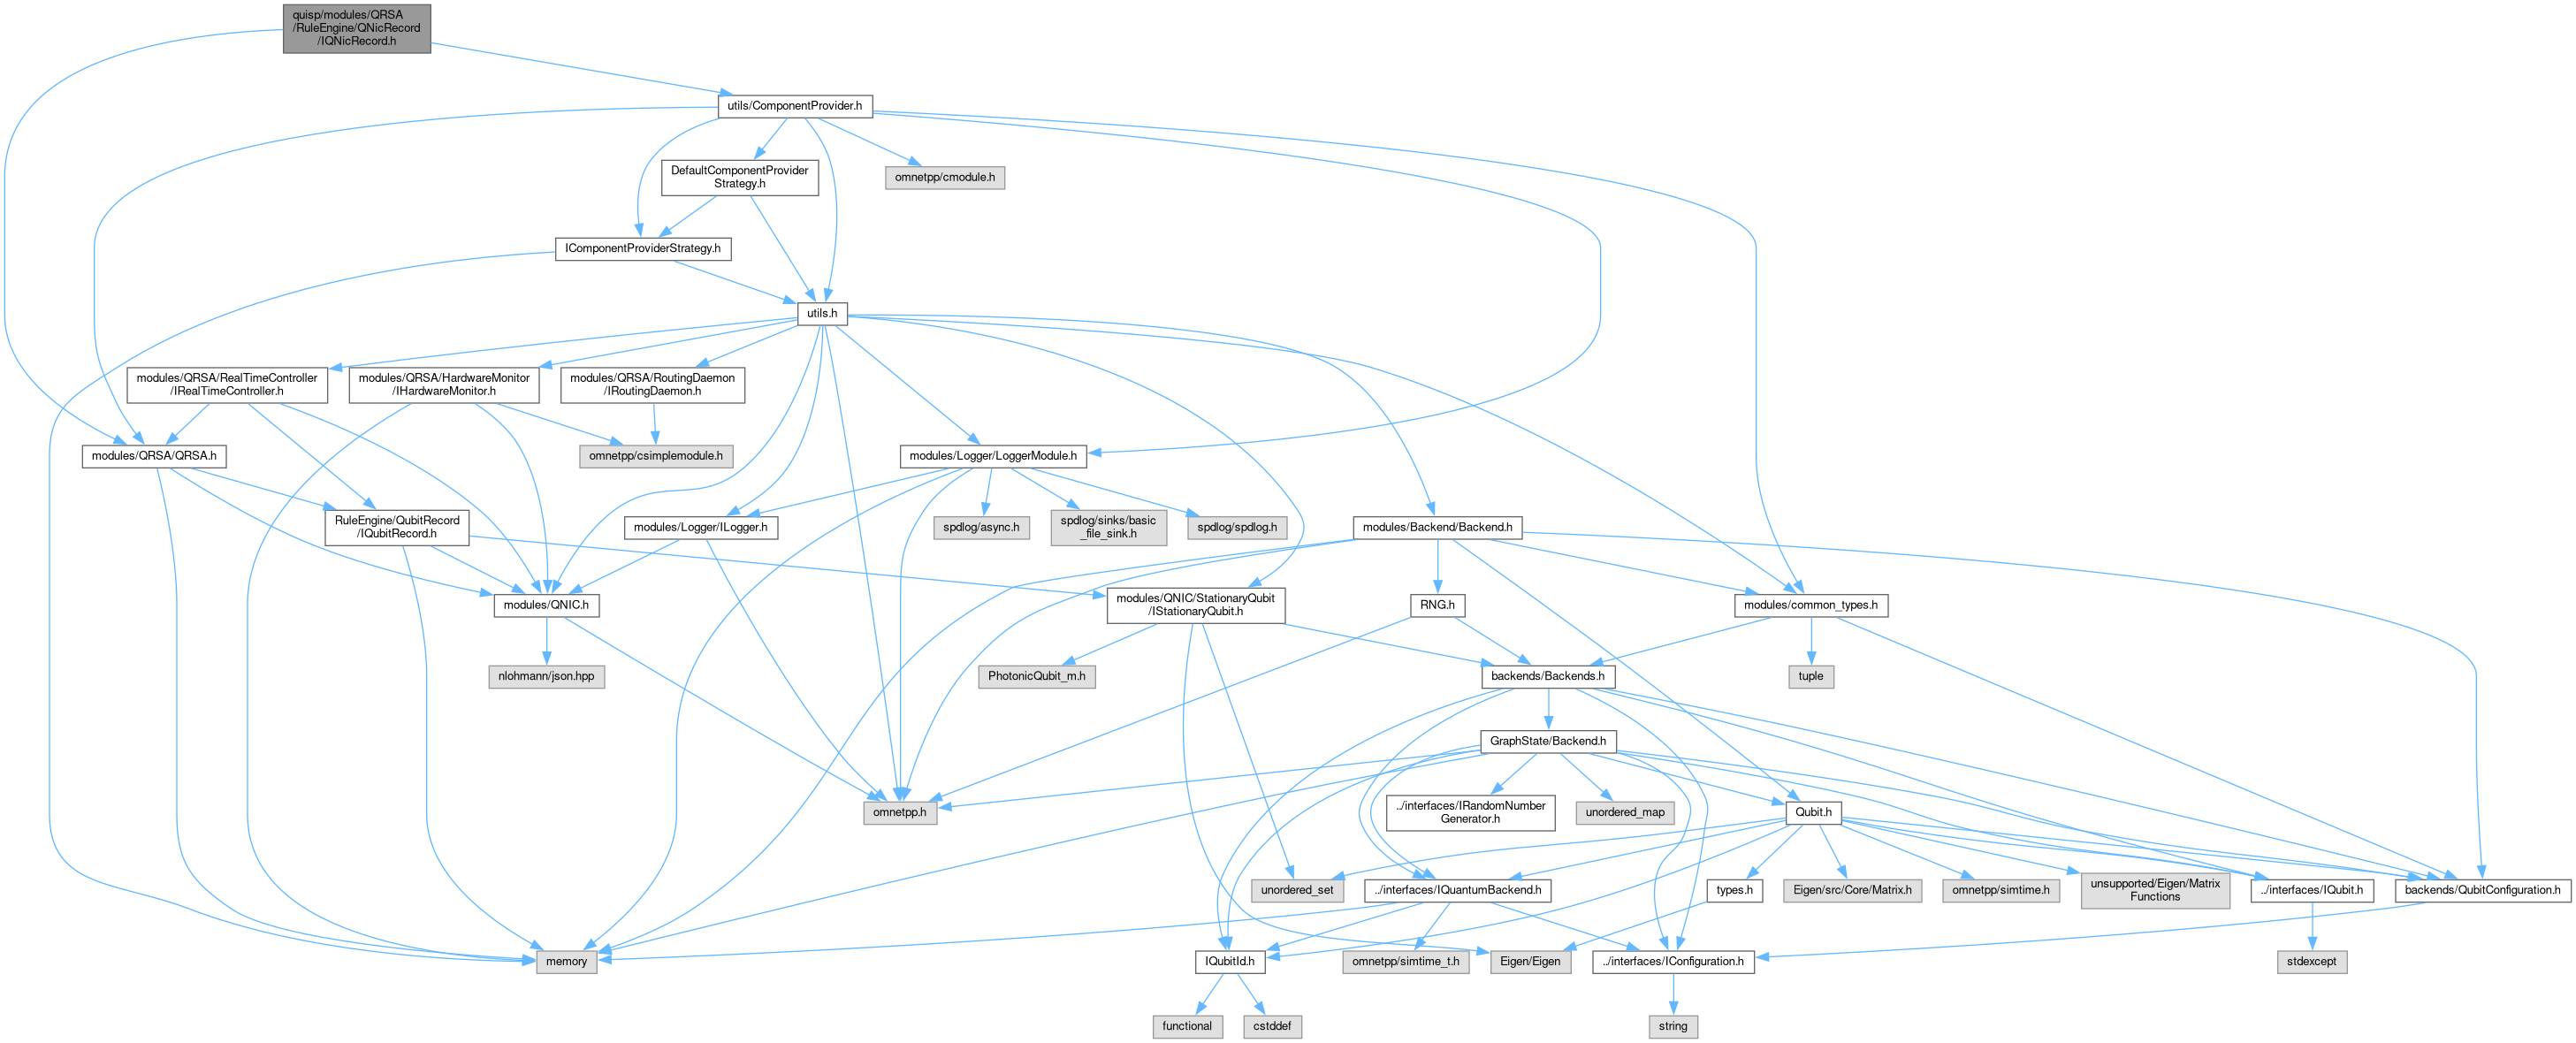 quisp/modules/QRSA
/RuleEngine/QNicRecord
/IQNicRecord.h
utils/ComponentProvider.h
DefaultComponentProvider
Strategy.h
omnetpp/cmodule.h
IComponentProviderStrategy.h
utils.h
modules/QRSA/RealTimeController
/IRealTimeController.h
modules/QRSA/HardwareMonitor
/IHardwareMonitor.h
modules/QRSA/RoutingDaemon
/IRoutingDaemon.h
modules/QRSA/QRSA.h
omnetpp/csimplemodule.h
modules/Logger/LoggerModule.h
RuleEngine/QubitRecord
/IQubitRecord.h
modules/Logger/ILogger.h
spdlog/async.h
spdlog/sinks/basic
_file_sink.h
spdlog/spdlog.h
modules/Backend/Backend.h
modules/QNIC.h
modules/QNIC/StationaryQubit
/IStationaryQubit.h
RNG.h
modules/common_types.h
nlohmann/json.hpp
PhotonicQubit_m.h
backends/Backends.h
tuple
GraphState/Backend.h
omnetpp.h
../interfaces/IRandomNumber
Generator.h
unordered_map
Qubit.h
unordered_set
../interfaces/IQuantumBackend.h
types.h
Eigen/src/Core/Matrix.h
omnetpp/simtime.h
unsupported/Eigen/Matrix
Functions
../interfaces/IQubit.h
backends/QubitConfiguration.h
memory
IQubitId.h
omnetpp/simtime_t.h
Eigen/Eigen
../interfaces/IConfiguration.h
stdexcept
functional
cstddef
string